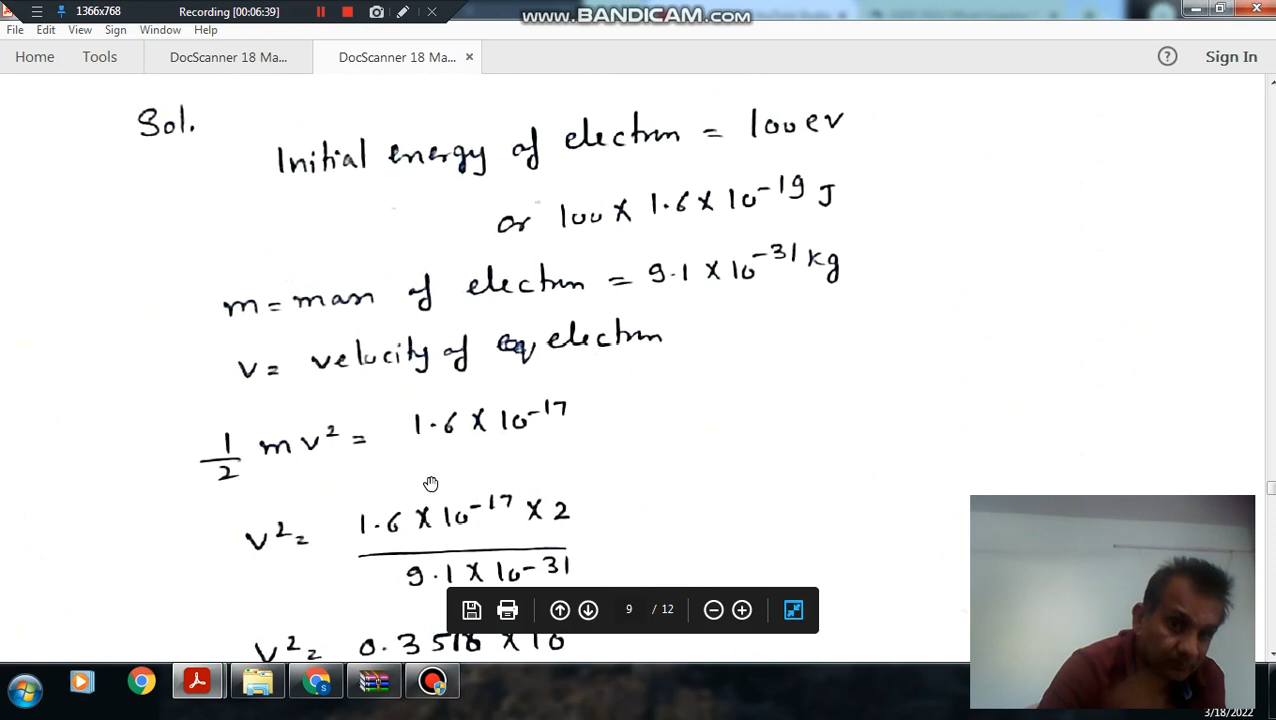 1366x768 Recording [00:06:39]
www.BANDICAM.com
File Edit View Sign Window Help
Home Tools DocScanner 18 Ma... DocScanner 18 Ma... × Sign In
Sol.
Initial energy of electron = 100 ev
or 100 × 1.6 × 10⁻¹⁹ J
m = mass of electron = 9.1 × 10⁻³¹ kg
v = velocity of electron
1/2 m v² = 1.6 × 10⁻¹⁷
v² = 1.6 × 10⁻¹⁷ × 2
9.1 × 10⁻³¹
9 / 12
v² = 0.3516 × 10
3/18/2022